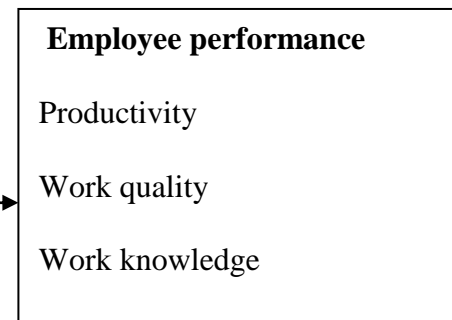 Employee performance
Productivity
Work quality
Work knowledge